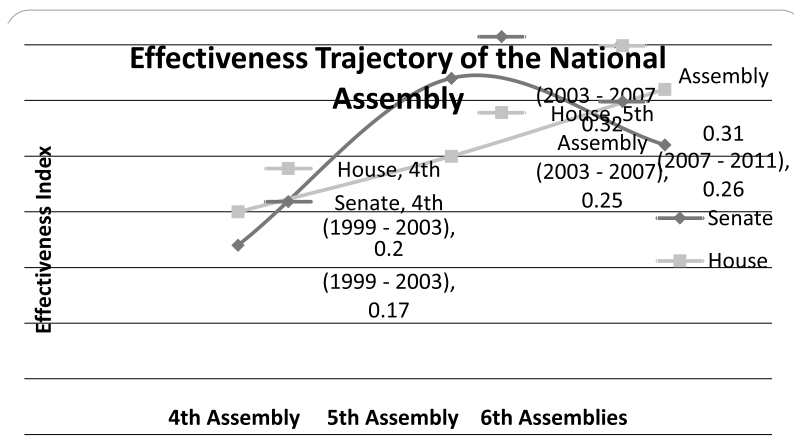 Effectiveness Trajectory of the National
Assembly
Assembly
(2003 - 2007
House, 5th
0.32
Assembly
0.31
(2003 - 2007),
(2007 - 2011),
0.25
0.26
House, 4th
Senate, 4th
(1999 - 2003),
0.2
(1999 - 2003),
0.17
Senate
House
Effectiveness Index
4th Assembly 5th Assembly 6th Assemblies